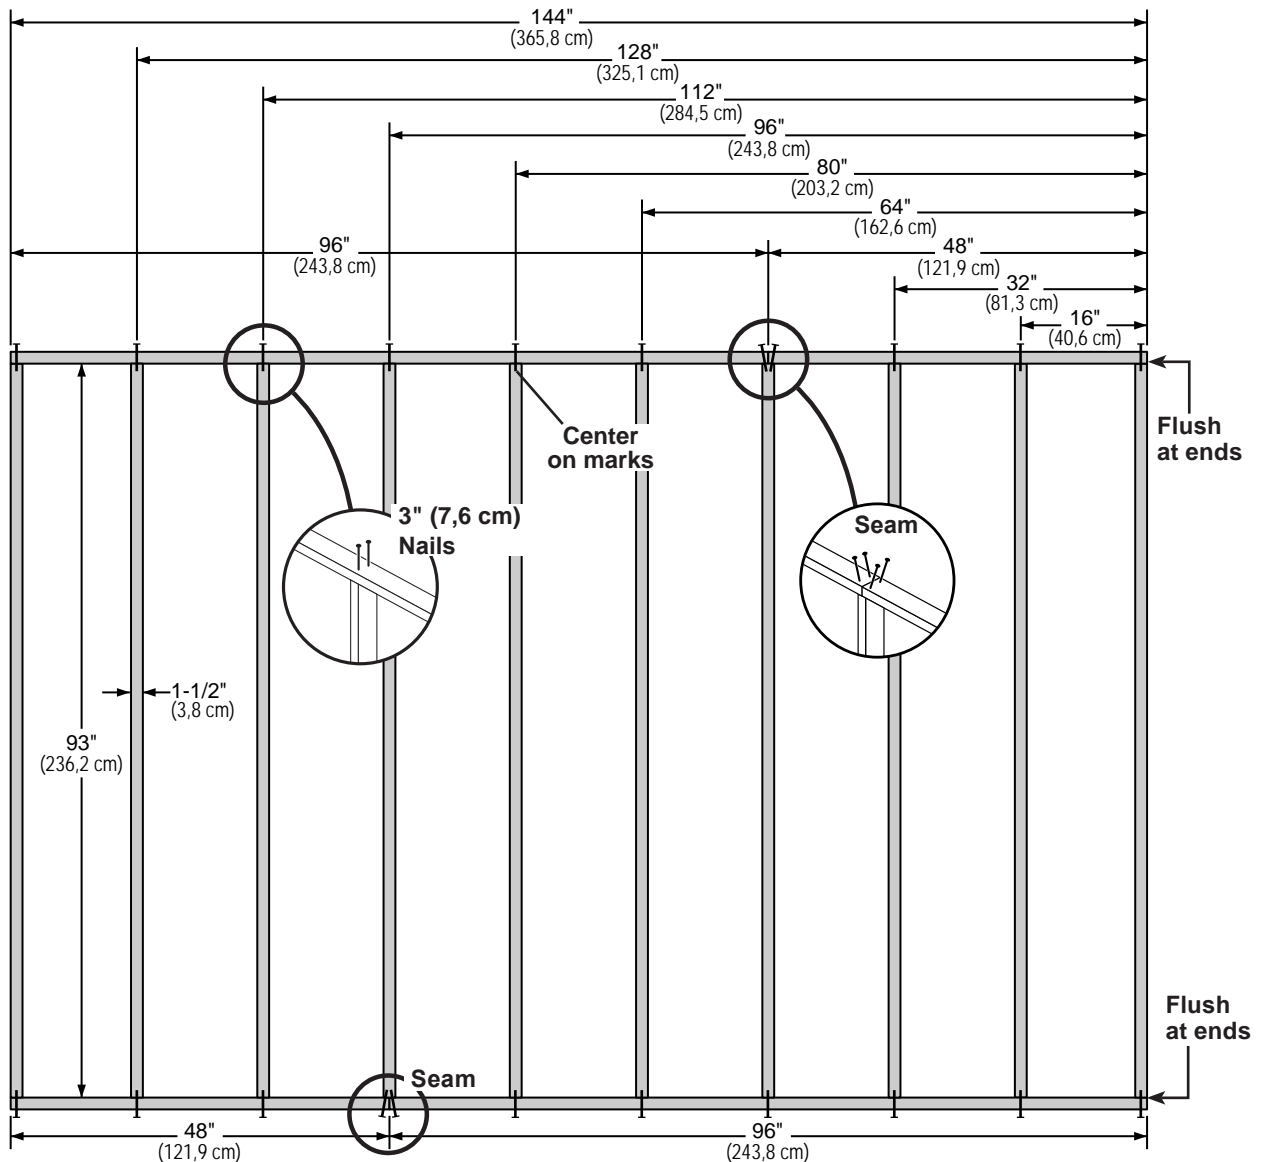 144"
(365,8 cm)
128"
(325,1 cm)
112"
(284,5 cm)
96"
(243,8 cm)
80"
(203,2 cm)
64"
(162,6 cm)
96"
(243,8 cm)
48"
(121,9 cm)
32"
(81,3 cm)
16"
(40,6 cm)
Flush
at ends
Center
on marks
3" (7,6 cm)
Nails
Seam
1-1/2"
(3,8 cm)
93"
(236,2 cm)
Flush
at ends
Seam
48"
(121,9 cm)
96"
(243,8 cm)